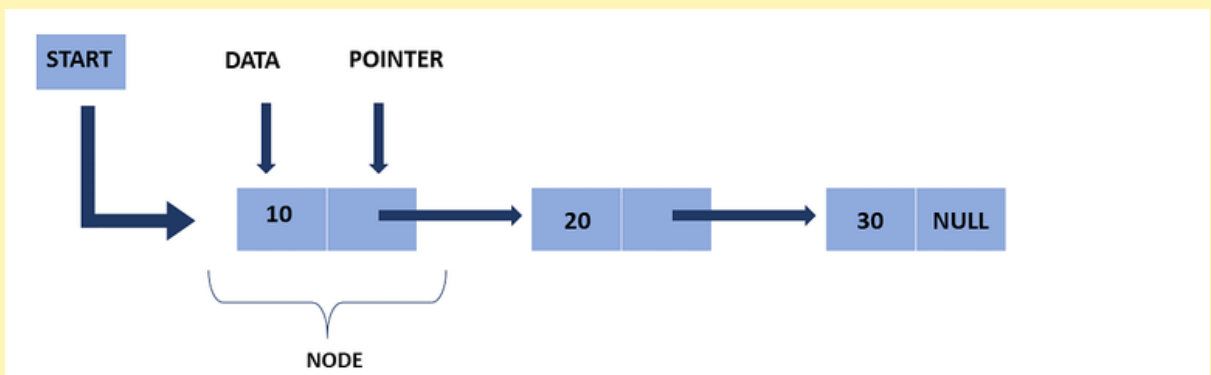 START
DATA
POINTER
10
20
30
NULL
NODE